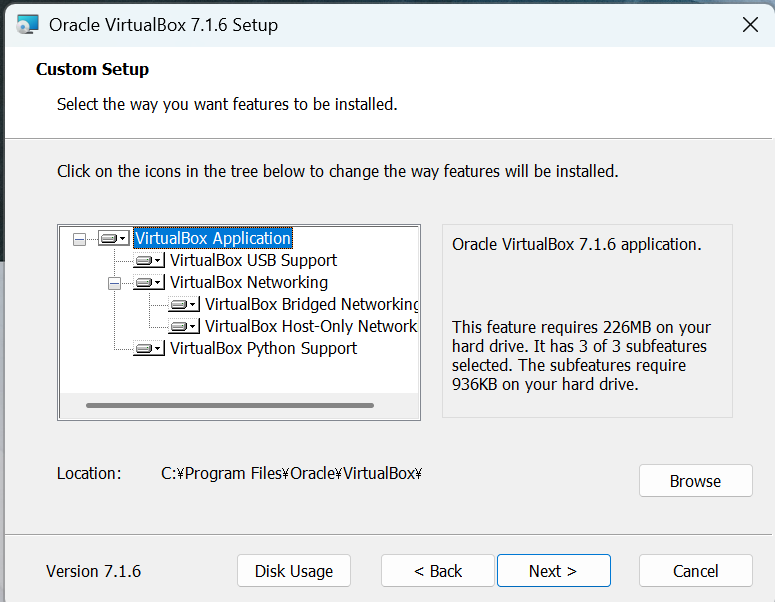 Oracle VirtualBox 7.1.6 Setup
Custom Setup
Select the way you want features to be installed.
Click on the icons in the tree below to change the way features will be installed.
VirtualBox Application
VirtualBox USB Support
VirtualBox Networking
VirtualBox Bridged Networking
VirtualBox Host-Only Network
VirtualBox Python Support
Oracle VirtualBox 7.1.6 application.
This feature requires 226MB on your
hard drive. It has 3 of 3 subfeatures
selected. The subfeatures require
936KB on your hard drive.
Location: C:¥Program Files¥Oracle¥VirtualBox¥
Browse
Version 7.1.6
Disk Usage
< Back
Next >
Cancel